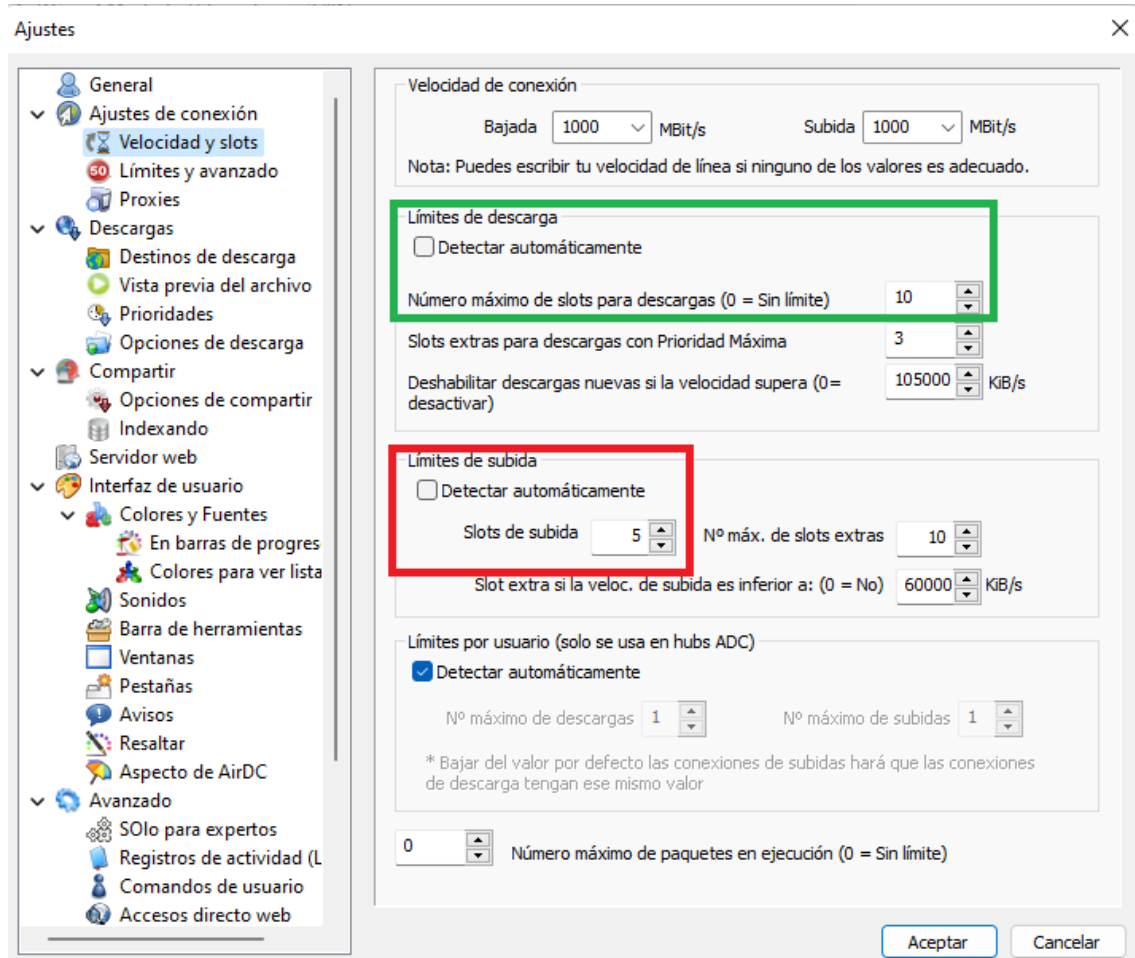 Ajustes
General
Ajustes de conexión
Velocidad y slots
50 Límites y avanzado
Proxies
Descargas
Destinos de descarga
Vista previa del archivo
Prioridades
Opciones de descarga
Compartir
Opciones de compartir
Indexando
Servidor web
Interfaz de usuario
Colores y Fuentes
En barras de progres
Colores para ver lista
Sonidos
Barra de herramientas
Ventanas
Pestañas
Avisos
Resaltar
Aspecto de AirDC
Avanzado
SOlo para expertos
Registros de actividad (L
Comandos de usuario
Accesos directo web
Velocidad de conexión
Bajada 1000 MBit/s Subida 1000 MBit/s
Nota: Puedes escribir tu velocidad de línea si ninguno de los valores es adecuado.
Límites de descarga
Detectar automáticamente
Número máximo de slots para descargas (0 = Sin límite) 10
Slots extras para descargas con Prioridad Máxima 3
Deshabilitar descargas nuevas si la velocidad supera (0= 105000 KiB/s
desactivar)
Límites de subida
Detectar automáticamente
Slots de subida 5 Nº máx. de slots extras 10
Slot extra si la veloc. de subida es inferior a: (0 = No) 60000 KiB/s
Límites por usuario (solo se usa en hubs ADC)
Detectar automáticamente
Nº máximo de descargas 1 Nº máximo de subidas 1
* Bajar del valor por defecto las conexiones de subidas hará que las conexiones
de descarga tengan ese mismo valor
0 Número máximo de paquetes en ejecución (0 = Sin límite)
Aceptar Cancelar